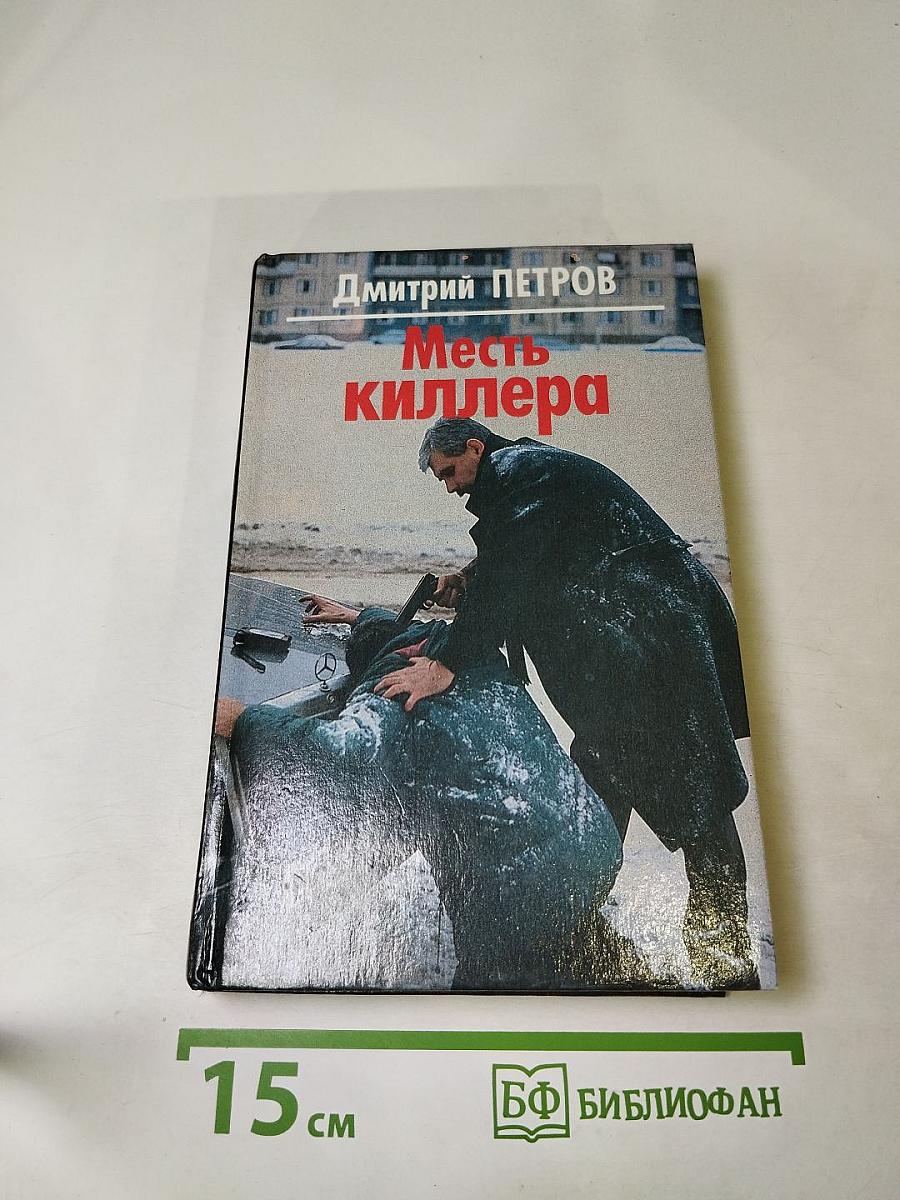 Дмитрий ПЕТРОВ
Месть
киллера
15 см
БФ БИБЛИОФАН